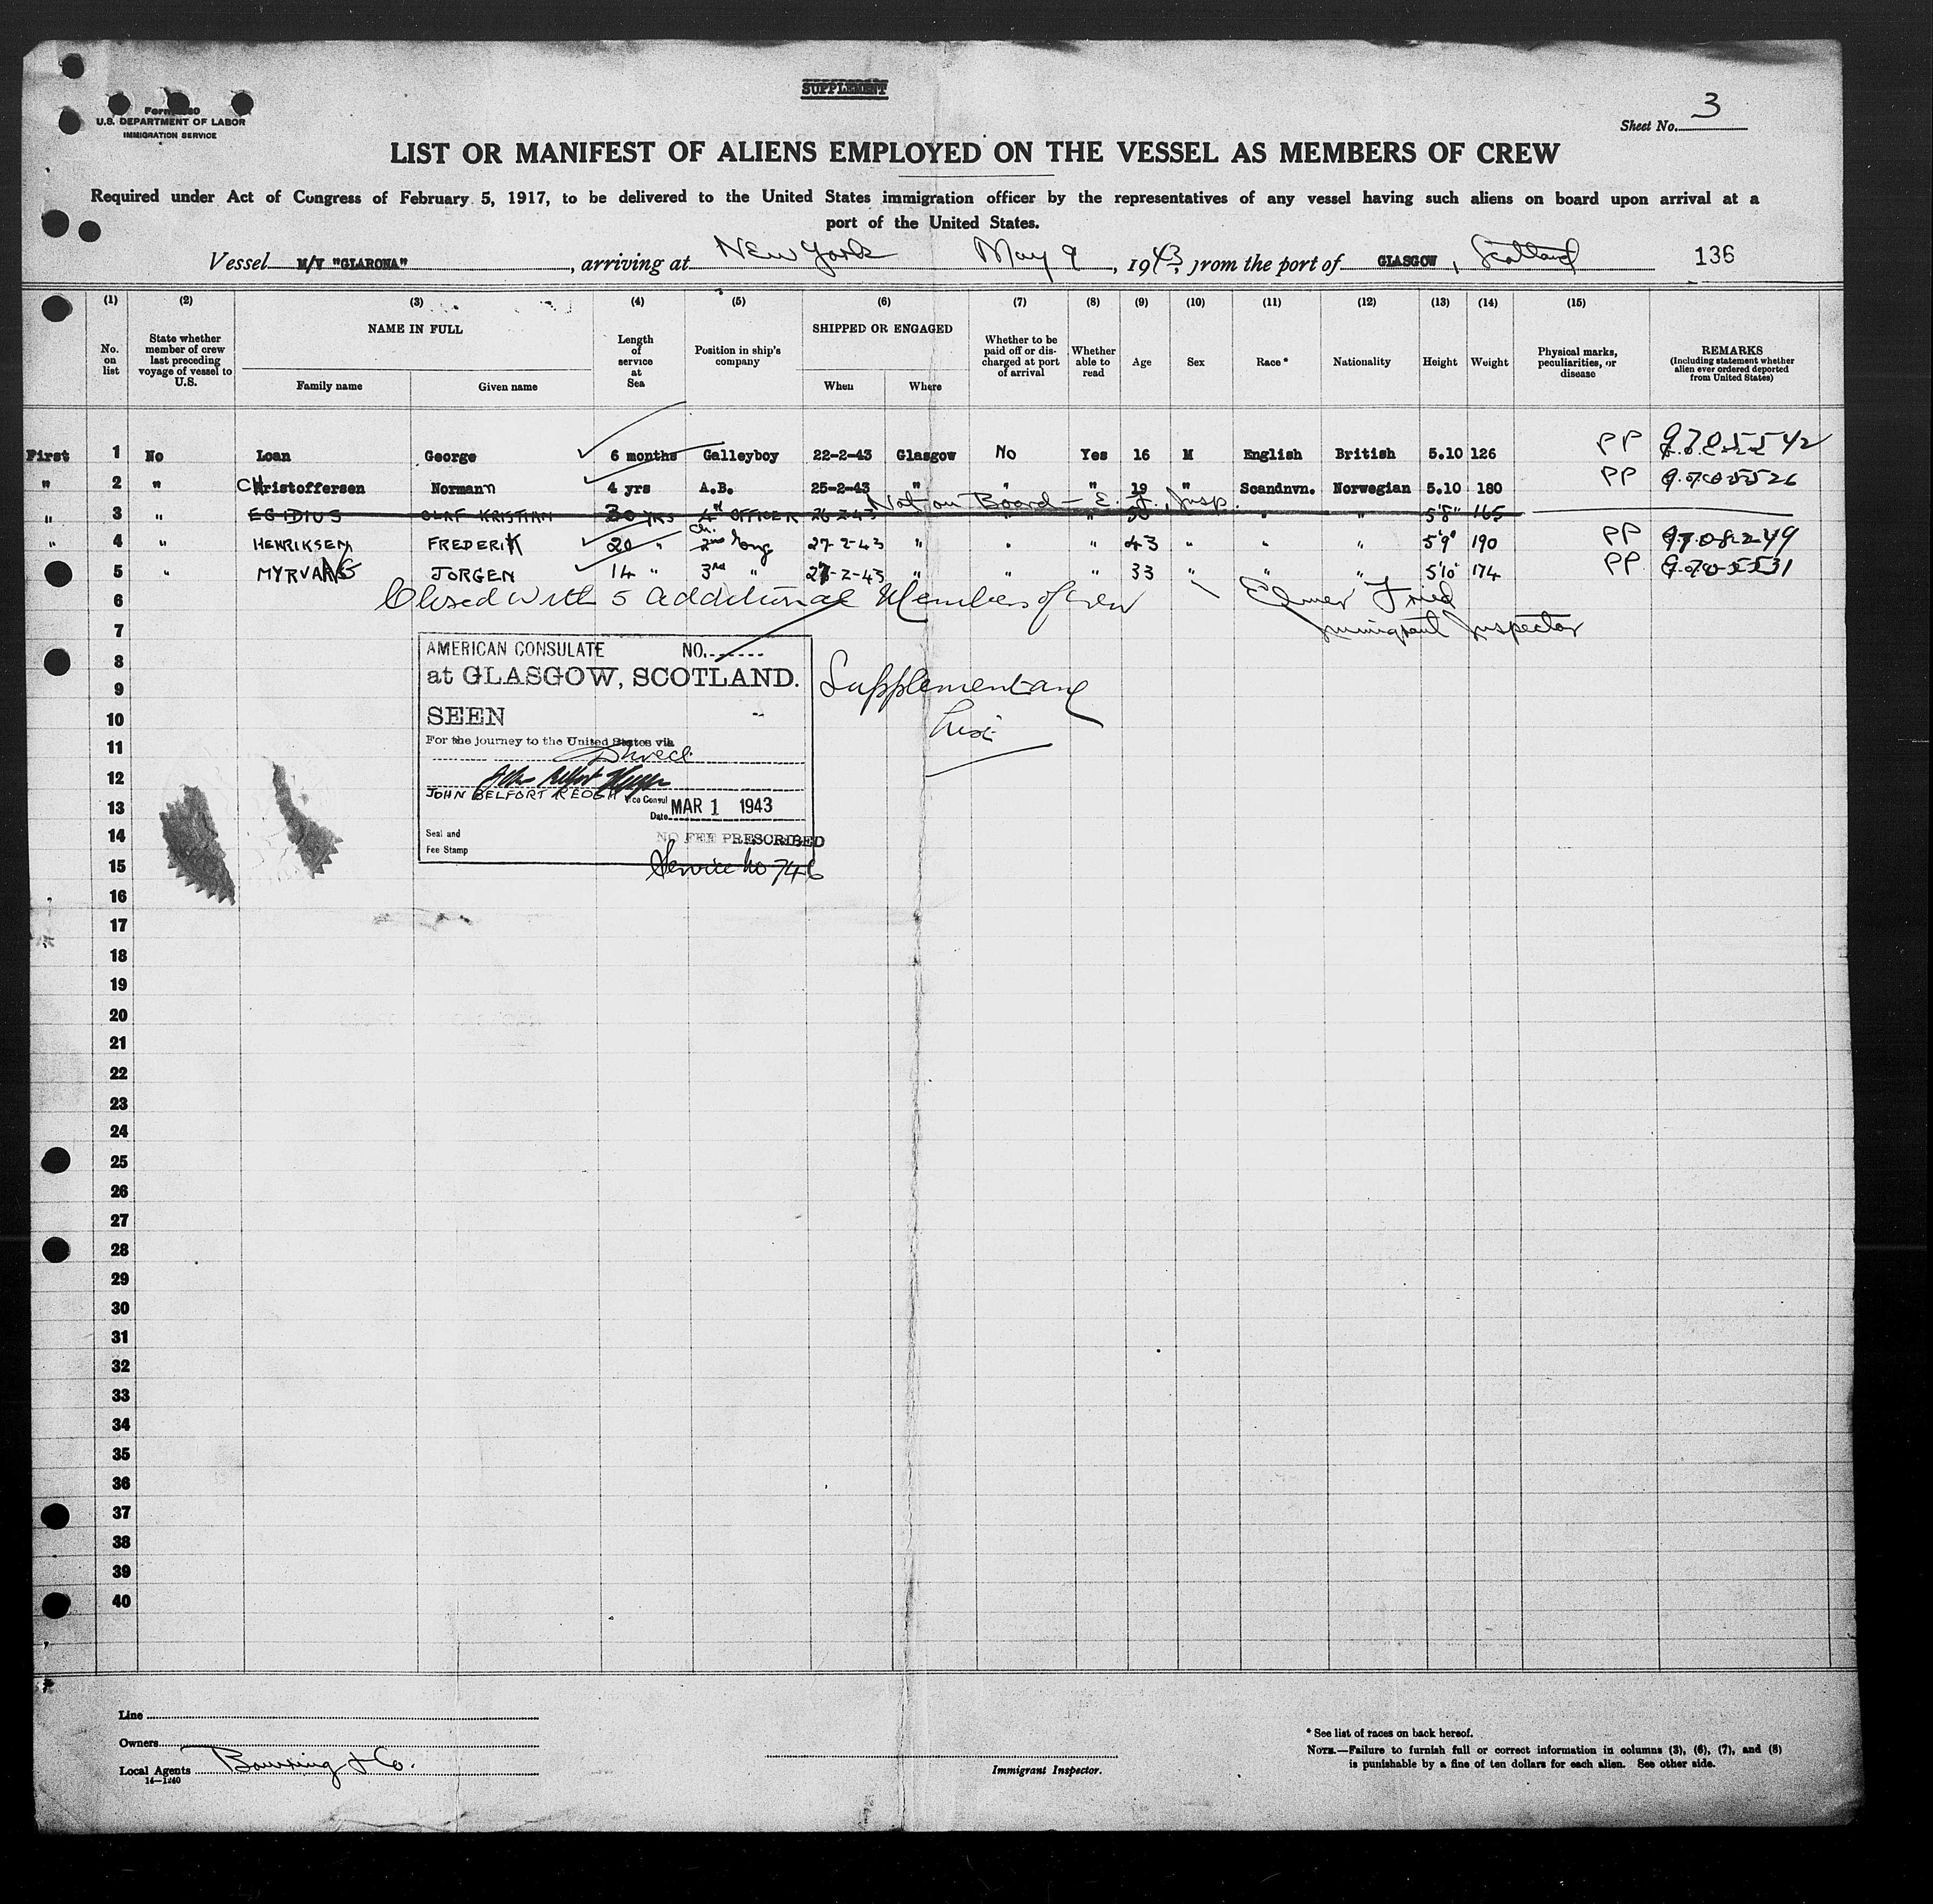 SUPPLEMENT
U.S. DEPARTMENT OF LABOR
IMMIGRATION SERVICE
Sheet No. 3
LIST OR MANIFEST OF ALIENS EMPLOYED ON THE VESSEL AS MEMBERS OF CREW
Required under Act of Congress of February 5, 1917, to be delivered to the United States immigration officer by the representatives of any vessel having such aliens on board upon arrival at a
port of the United States.
Vessel M/V "GLARONA", arriving at New York May 9, 1943, from the port of GLASGOW, Scotland 136
(1) (2) (3) (4) (5) (6) (7) (8) (9) (10) (11) (12) (13) (14) (15)
No. on list
State whether member of crew last preceding voyage of vessel to U.S.
NAME IN FULL
Family name
Given name
Length of service at Sea
Position in ship's company
SHIPPED OR ENGAGED
When
Where
Whether to be paid off or discharged at port of arrival
Whether able to read
Age
Sex
Race*
Nationality
Height
Weight
Physical marks, peculiarities, or disease
REMARKS
(Including statement whether alien ever ordered deported from United States)
First 1 No Loan George 6 months Galleyboy 22-2-43 Glasgow No Yes 16 M English British 5.10 126 PP
" 2 " CHristoffersen Normann 4 yrs A.B. 25-2-43 " " " 19 " Scandnvn. Norwegian 5.10 180 PP
Not on Board - E. F. Insp.
" 3 " EGIDIUS OLAF KRISTIAN 30 YRS OFFICER 26-2-43 " " 5'8" 165
" 4 " HENRIKSEN FREDERIK 20 " 2nd Eng 27-2-43 " " " 43 " " " 5'9" 190 PP
" 5 " MYRVANG JORGEN 14 " 3rd " 27-2-43 " " " 33 " " " 5'10" 174 PP
6 Closed with 5 additional Members of Crew Elmer Fried
7 Immigrant Inspector
8
9
10
11
12
13
14
15
16
17
18
19
20
21
22
23
24
25
26
27
28
29
30
31
32
33
34
35
36
37
38
39
40
AMERICAN CONSULATE NO.
at GLASGOW, SCOTLAND.
SEEN
For the journey to the United States via
Direct
JOHN BELFORT KEOGH Vice Consul
Date MAR 1 1943
Seal and
Fee Stamp
NO FEE PRESCRIBED
Service No 746
Supplementary
List
Line
Owners
Local Agents Bowring & Co.
14-1240
Immigrant Inspector.
* See list of races on back hereof.
NOTE.—Failure to furnish full or correct information in columns (3), (6), (7), and (8)
is punishable by a fine of ten dollars for each alien. See other side.